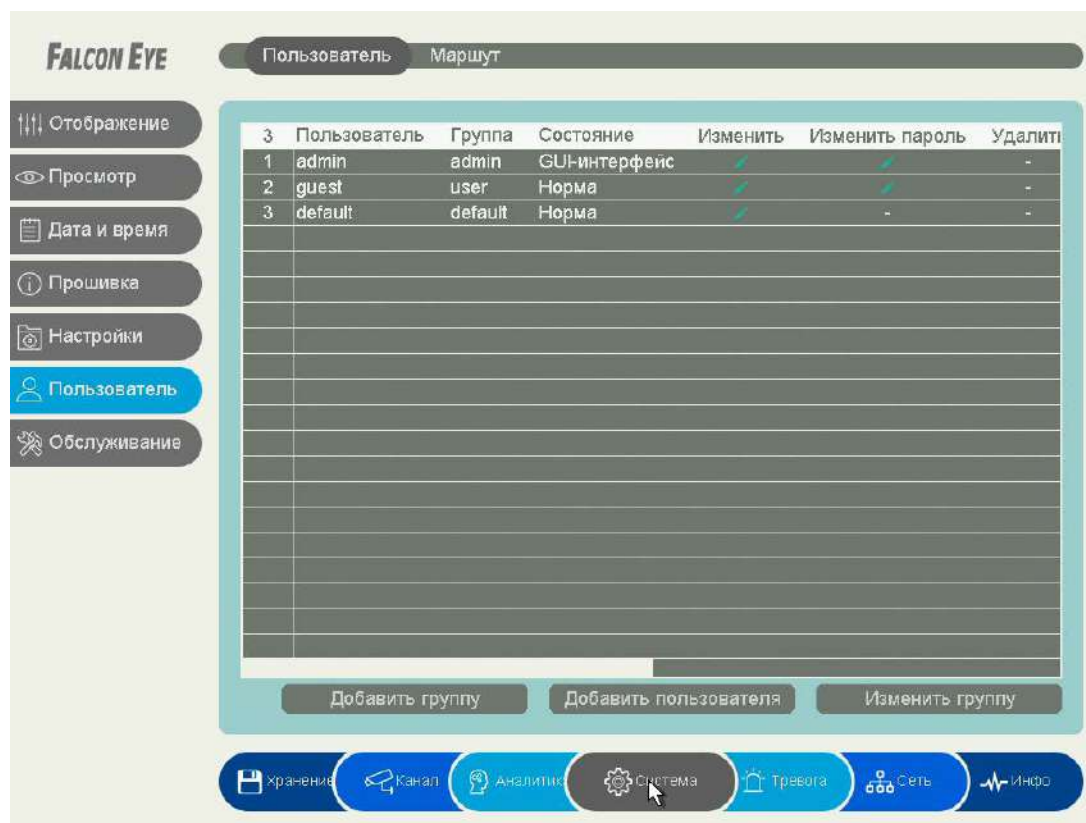 FALCON EYE
Пользователь Маршут
Отображение
Просмотр
Дата и время
Прошивка
Настройки
Пользователь
Обслуживание
3 Пользователь Группа Состояние Изменить Изменить пароль Удалить
1 admin admin GUI-интерфейс -
2 guest user Норма -
3 default default Норма - -
Добавить группу Добавить пользователя Изменить группу
Хранение Канал Аналитик Система Тревога Сеть Инфо